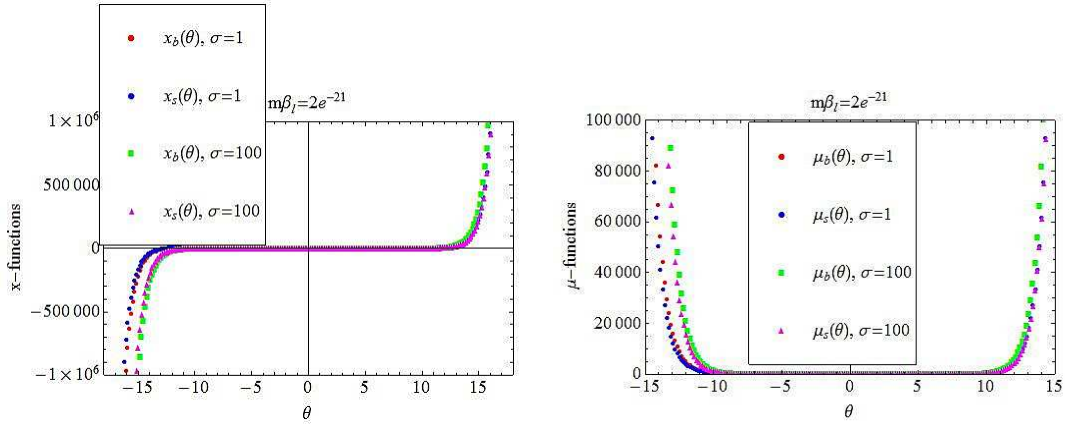 x_b(θ), σ=1
x_s(θ), σ=1
x_b(θ), σ=100
x_s(θ), σ=100
mβ_l=2e^{-21}
1×10^6
500 000
0
−500 000
−1×10^6
x−functions
−15 −10 −5 0 5 10 15
θ
mβ_l=2e^{-21}
μ_b(θ), σ=1
μ_s(θ), σ=1
μ_b(θ), σ=100
μ_s(θ), σ=100
100 000
80 000
60 000
40 000
20 000
0
μ−functions
−15 −10 −5 0 5 10 15
θ